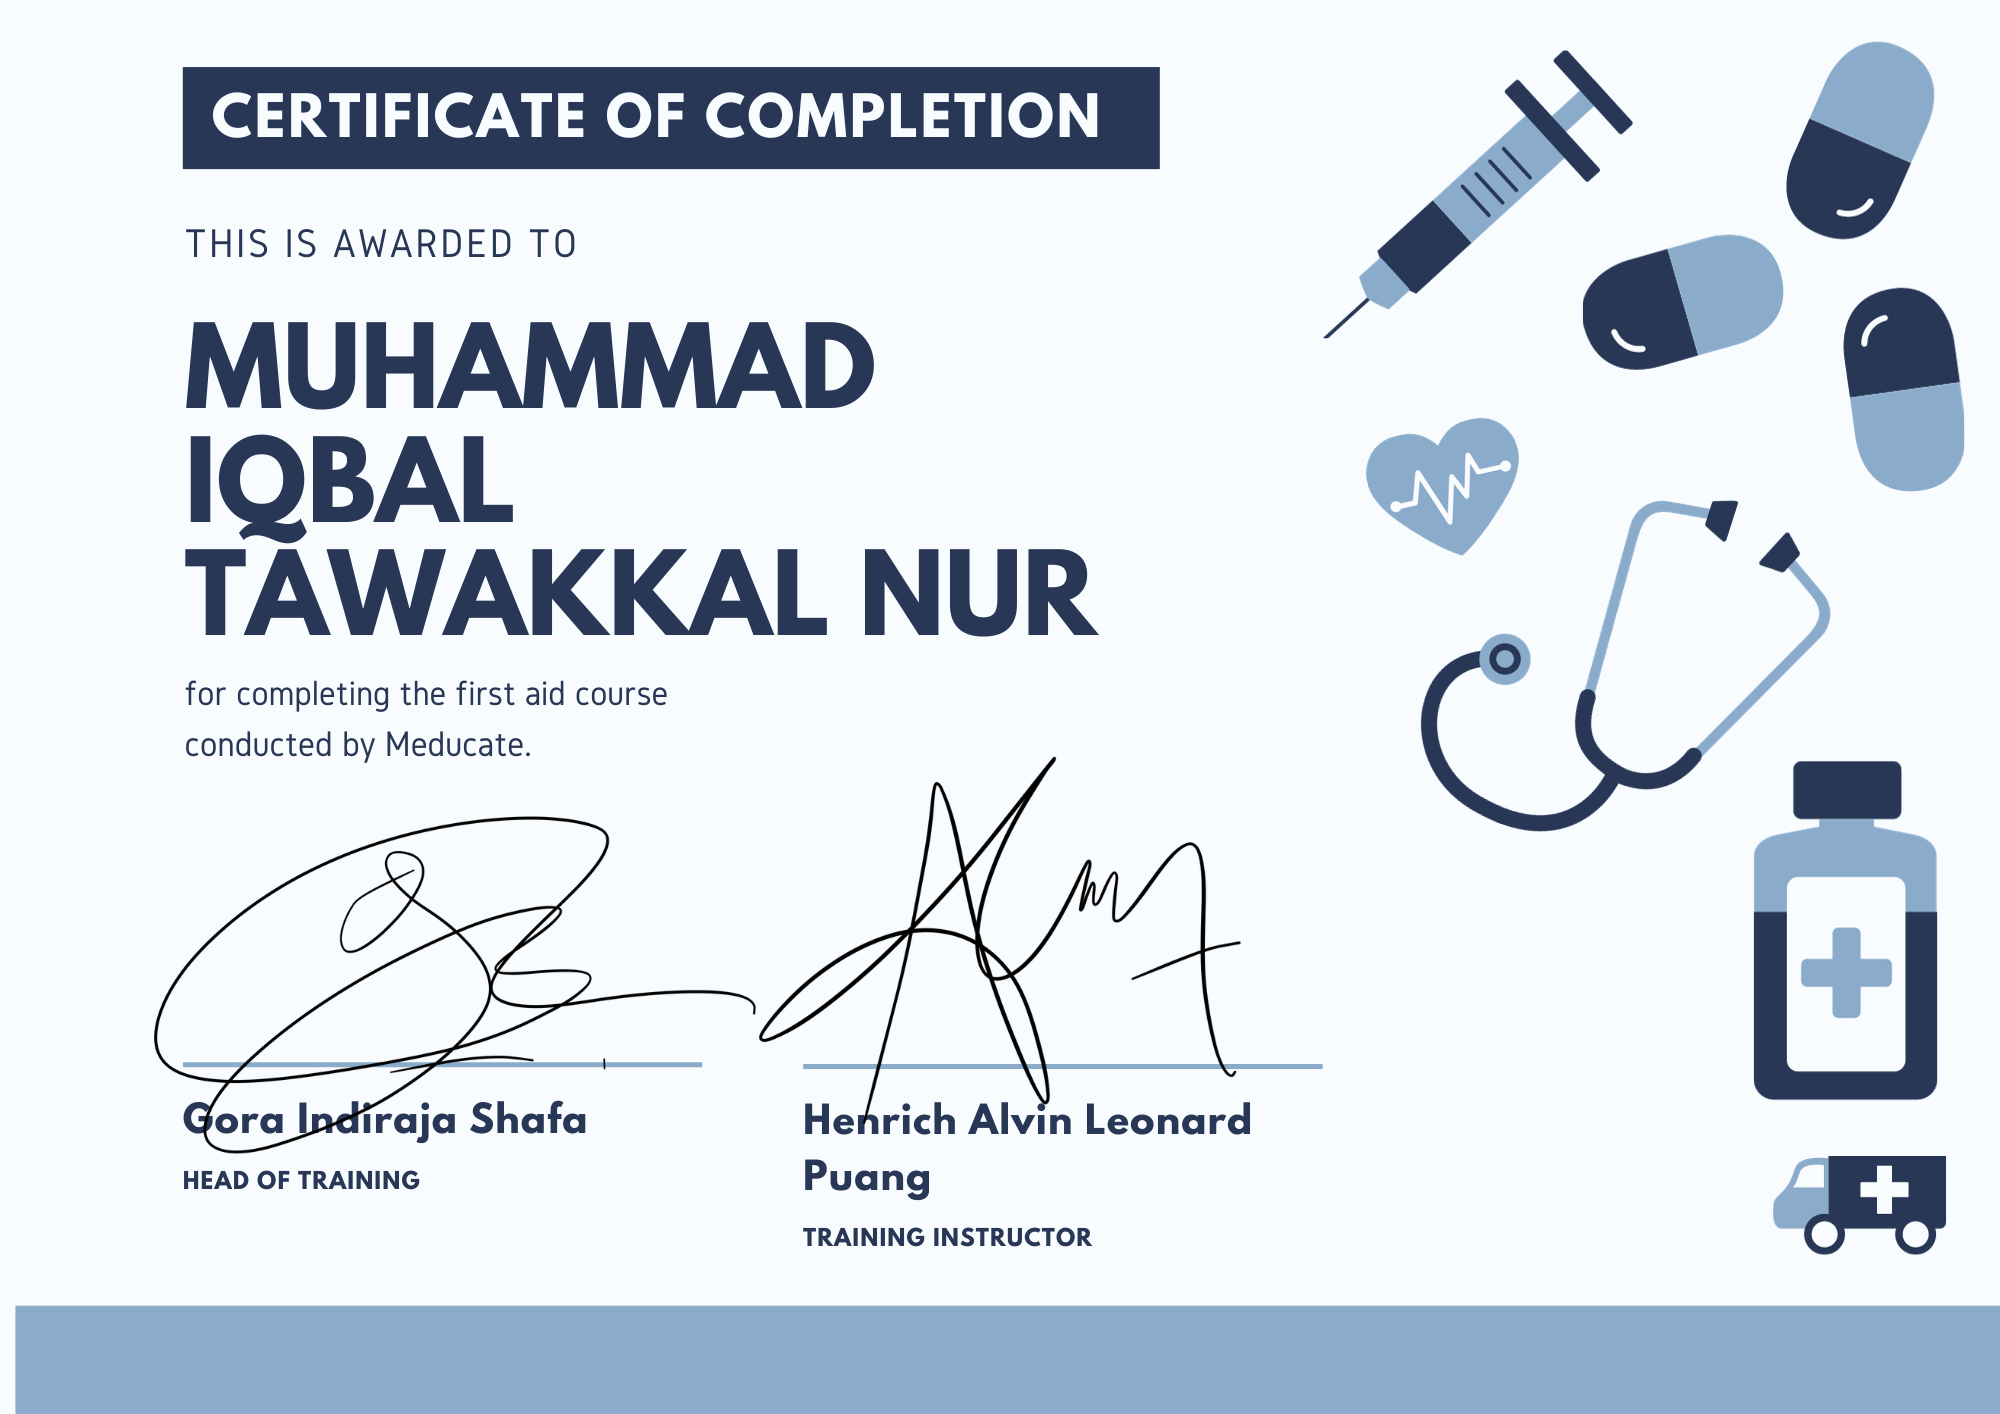 CERTIFICATE OF COMPLETION
THIS IS AWARDED TO
MUHAMMAD
IQBAL
TAWAKKAL NUR
for completing the first aid course
conducted by Meducate.
Gora Indiraja Shafa
HEAD OF TRAINING
Henrich Alvin Leonard
Puang
TRAINING INSTRUCTOR